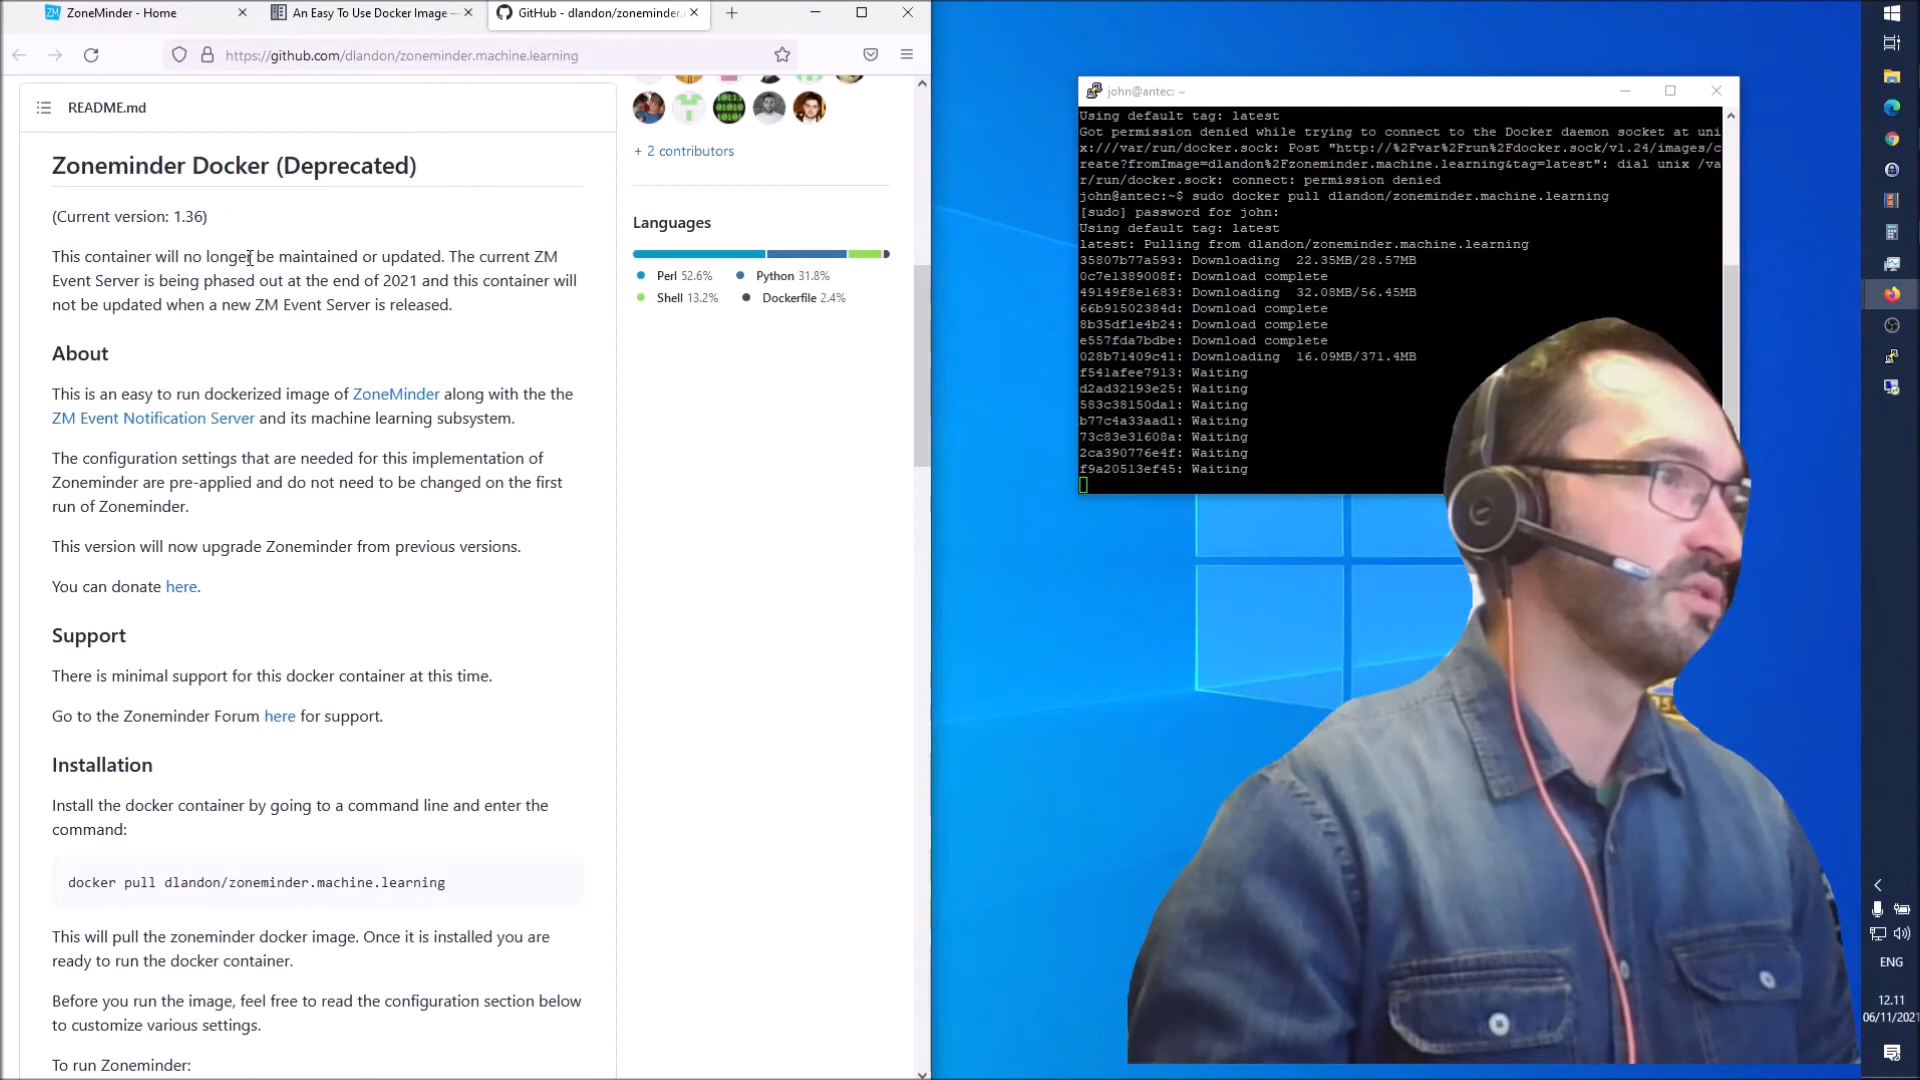 ZoneMinder - Home
An Easy To Use Docker Image —
GitHub - dlandon/zoneminder.
https://github.com/dlandon/zoneminder.machine.learning
README.md
Zoneminder Docker (Deprecated)
(Current version: 1.36)
This container will no longer be maintained or updated. The current ZM
Event Server is being phased out at the end of 2021 and this container will
not be updated when a new ZM Event Server is released.
About
This is an easy to run dockerized image of ZoneMinder along with the the
ZM Event Notification Server and its machine learning subsystem.
The configuration settings that are needed for this implementation of
Zoneminder are pre-applied and do not need to be changed on the first
run of Zoneminder.
This version will now upgrade Zoneminder from previous versions.
You can donate here.
Support
There is minimal support for this docker container at this time.
Go to the Zoneminder Forum here for support.
Installation
Install the docker container by going to a command line and enter the
command:
docker pull dlandon/zoneminder.machine.learning
This will pull the zoneminder docker image. Once it is installed you are
ready to run the docker container.
Before you run the image, feel free to read the configuration section below
to customize various settings.
To run Zoneminder:
+ 2 contributors
Languages
Perl 52.6%
Python 31.8%
Shell 13.2%
Dockerfile 2.4%
john@antec: ~
Using default tag: latest
Got permission denied while trying to connect to the Docker daemon socket at uni
x:///var/run/docker.sock: Post "http://%2Fvar%2Frun%2Fdocker.sock/v1.24/images/c
reate?fromImage=dlandon%2Fzoneminder.machine.learning&tag=latest": dial unix /va
r/run/docker.sock: connect: permission denied
john@antec:~$ sudo docker pull dlandon/zoneminder.machine.learning
[sudo] password for john:
Using default tag: latest
latest: Pulling from dlandon/zoneminder.machine.learning
35807b77a593: Downloading 22.35MB/28.57MB
0c7e1389008f: Download complete
49149f8e1683: Downloading 32.08MB/56.45MB
66b91502384d: Download complete
8b35df1e4b24: Download complete
e557fda7bdbe: Download complete
028b71409c41: Downloading 16.09MB/371.4MB
f541afee7913: Waiting
d2ad32193e25: Waiting
583c38150da1: Waiting
b77c4a33aad1: Waiting
73c83e31608a: Waiting
2ca390776e4f: Waiting
f9a20513ef45: Waiting
ENG
12.11
06/11/2021